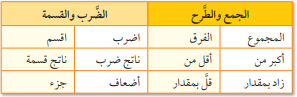 الجمع والطَّرح الضَّرب والقسمة
المجموع الفرق اضرب اقسم
أكبر من أقل من ناتج ضرب ناتج قسمة
زاد بمقدار قلَّ بمقدار أضعاف جزء